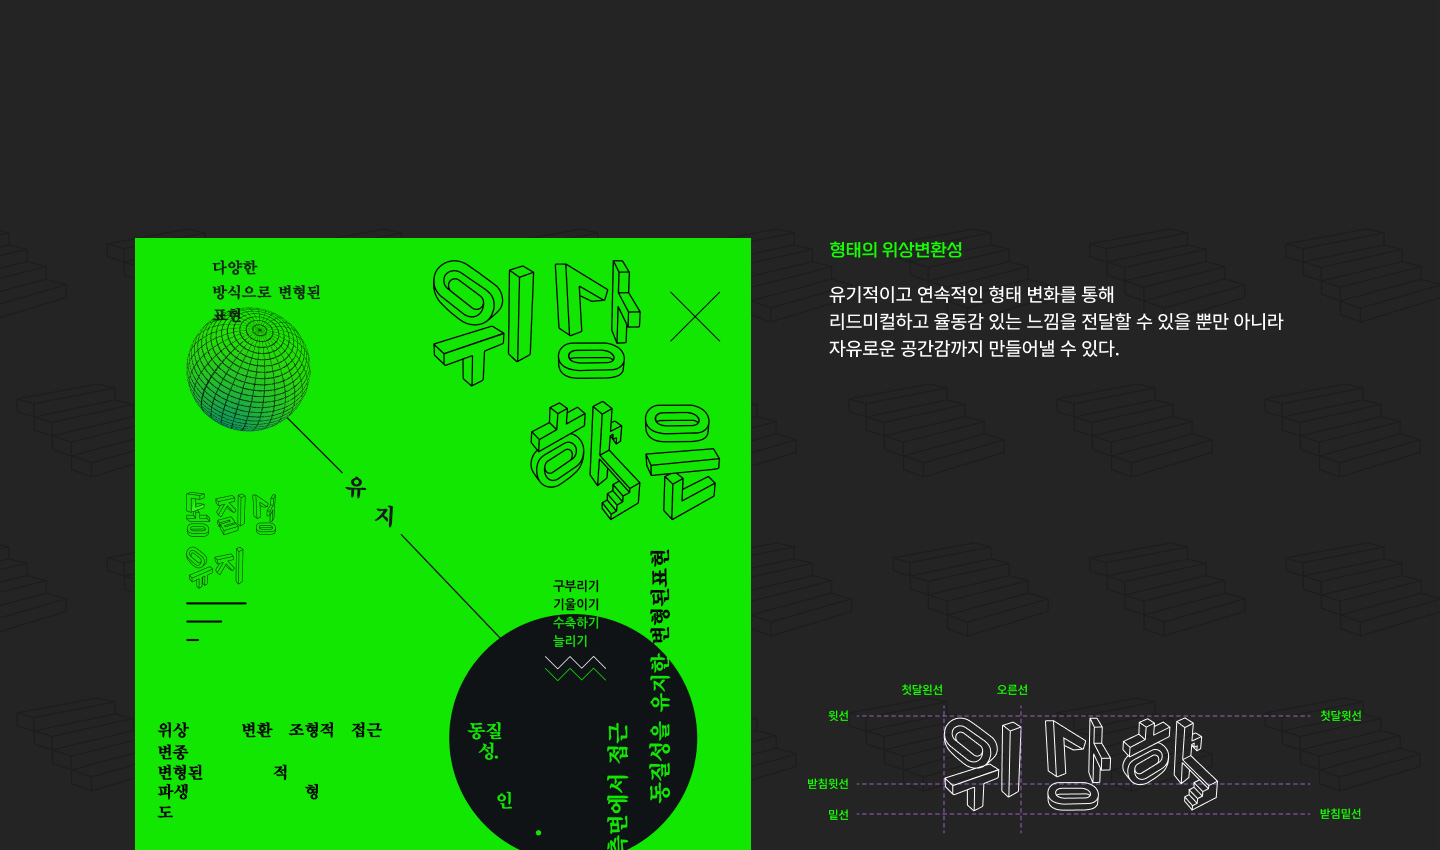 다양한
방식으로 변형된
표현
위상
학은
유
지
동질성
유지
구부리기
기울이기
수축하기
늘리기
변형된표현
동질성을 유지한
측면에서 접근
위상 변환 조형적 접근
변종
변형된 적
파생 형
도
동질
성.
인
형태의 위상변환성
유기적이고 연속적인 형태 변화를 통해
리드미컬하고 율동감 있는 느낌을 전달할 수 있을 뿐만 아니라
자유로운 공간감까지 만들어낼 수 있다.
첫달왼선 오른선
윗선 첫달윗선
위상학
받침윗선
밑선 받침밑선